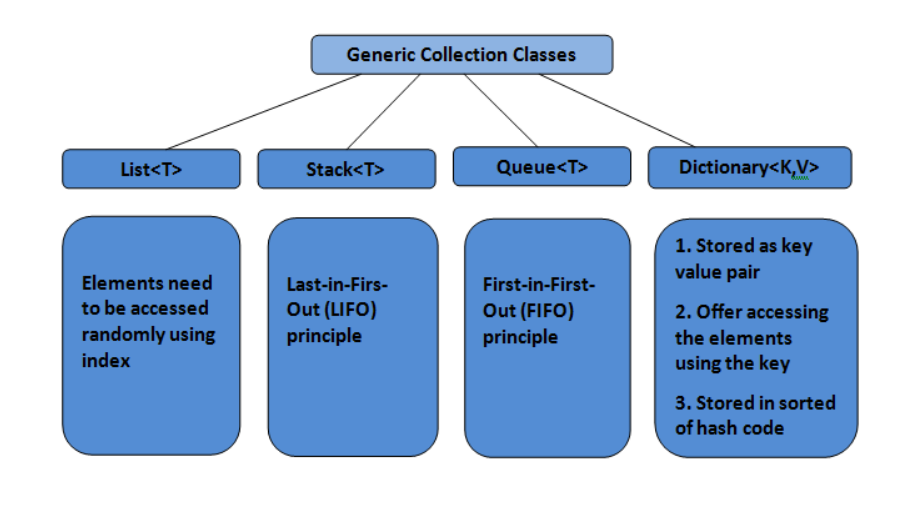 Generic Collection Classes
List<T>
Stack<T>
Queue<T>
Dictionary<K,V>
Elements need
to be accessed
randomly using
index
Last-in-Firs-
Out (LIFO)
principle
First-in-First-
Out (FIFO)
principle
1. Stored as key
value pair
2. Offer accessing
the elements
using the key
3. Stored in sorted
of hash code